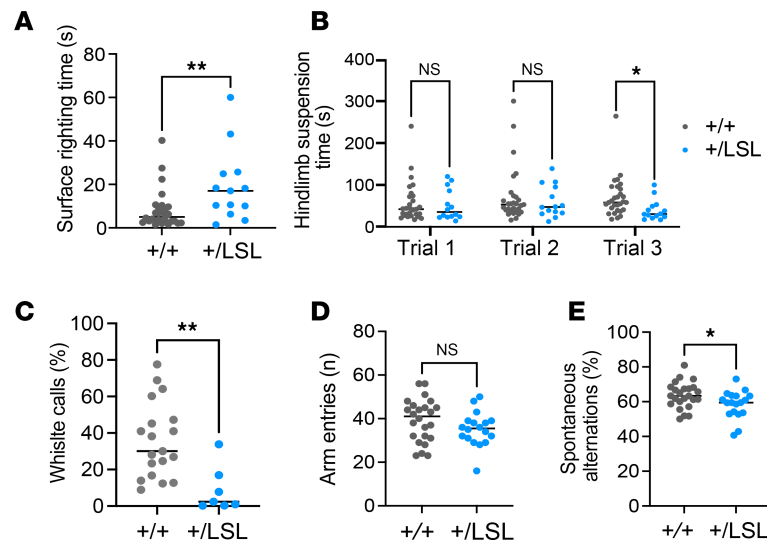 A
Surface righting time (s)
80
60
40
20
0
**
+/+
+/LSL
B
Hindlimb suspension
time (s)
400
300
200
100
0
NS
NS
*
Trial 1
Trial 2
Trial 3
+/+
+/LSL
C
Whislte calls (%)
100
80
60
40
20
0
**
+/+
+/LSL
D
Arm entries (n)
80
60
40
20
0
NS
+/+
+/LSL
E
Spontaneous
alternations (%)
100
80
60
40
20
0
*
+/+
+/LSL